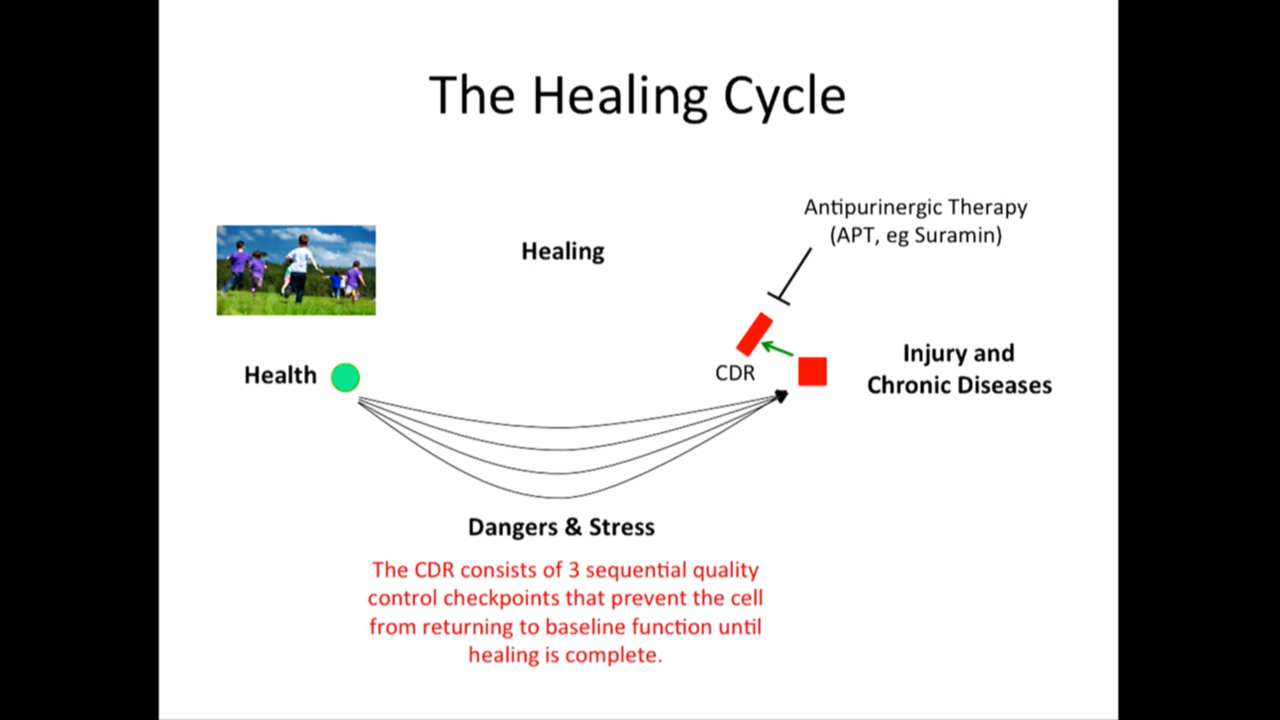 The Healing Cycle
Antipurinergic Therapy
(APT, eg Suramin)
Healing
Health
CDR
Injury and
Chronic Diseases
Dangers & Stress
The CDR consists of 3 sequential quality
control checkpoints that prevent the cell
from returning to baseline function until
healing is complete.